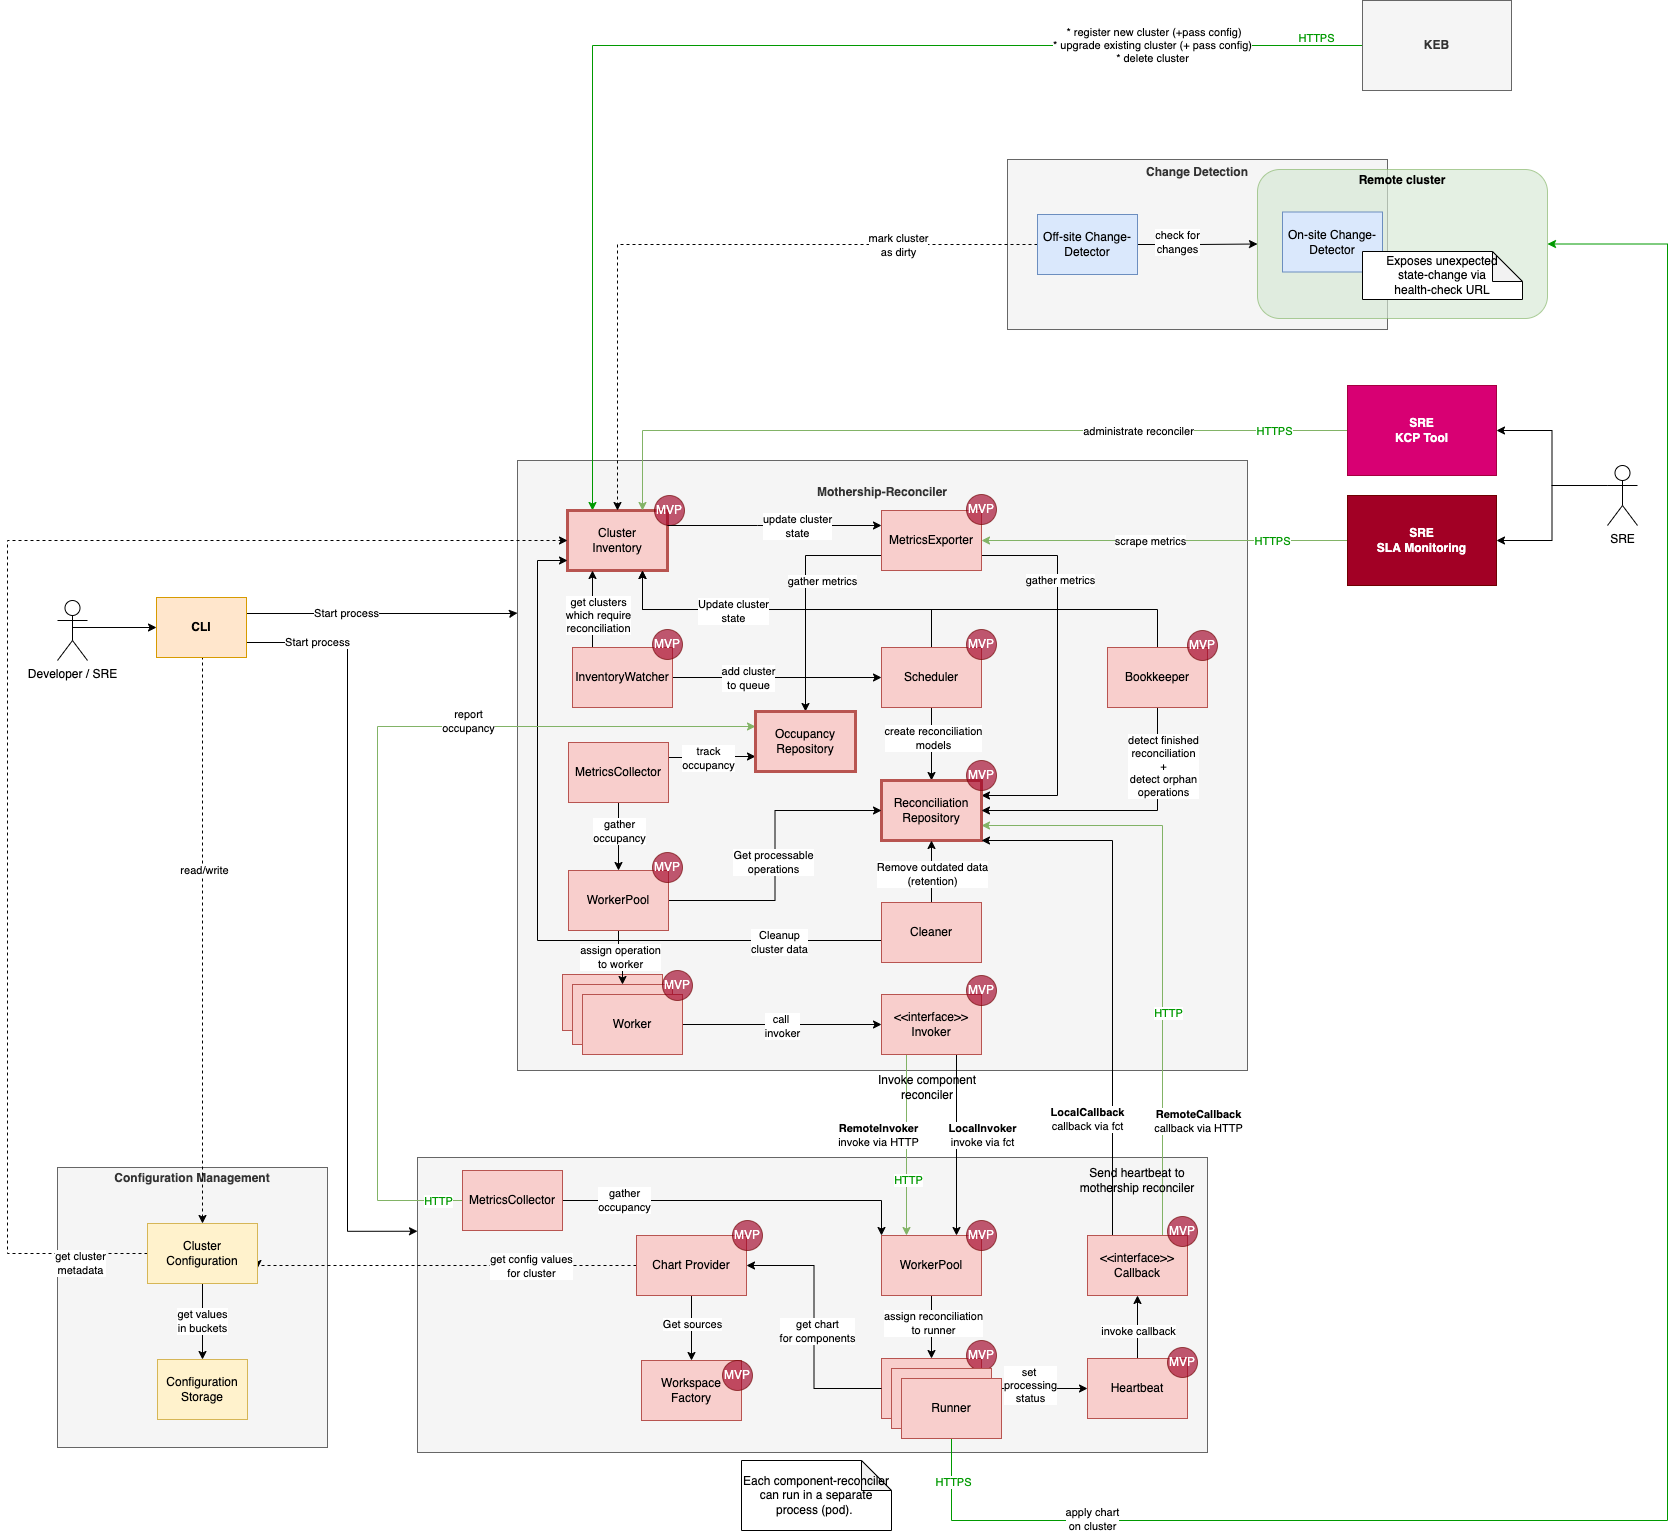 * register new cluster (+pass config)
* upgrade existing cluster (+ pass config)
* delete cluster
HTTPS
KEB
Change Detection
Remote cluster
Off-site Change-
Detector
check for
changes
On-site Change-
Detector
Exposes unexpected
state-change via
health-check URL
mark cluster
as dirty
administrate reconciler
HTTPS
SRE
KCP Tool
SRE
SLA Monitoring
SRE
scrape metrics
HTTPS
Mothership-Reconciler
Cluster
Inventory
MVP
update cluster
state
MetricsExporter
MVP
gather metrics
gather metrics
get clusters
which require
reconciliation
Update cluster
state
InventoryWatcher
MVP
add cluster
to queue
Scheduler
MVP
Bookkeeper
MVP
Developer / SRE
CLI
Start process
Start process
report
occupancy
Occupancy
Repository
create reconciliation
models
detect finished
reconciliation
+
detect orphan
operations
MetricsCollector
track
occupancy
Reconciliation
Repository
MVP
gather
occupancy
Get processable
operations
WorkerPool
MVP
Remove outdated data
(retention)
Cleaner
Cleanup
cluster data
assign operation
to worker
Worker
MVP
call
invoker
<<interface>>
Invoker
MVP
read/write
HTTP
Invoke component
reconciler
RemoteInvoker
invoke via HTTP
LocalInvoker
invoke via fct
LocalCallback
callback via fct
RemoteCallback
callback via HTTP
Configuration Management
Cluster
Configuration
get cluster
metadata
get values
in buckets
Configuration
Storage
HTTP
MetricsCollector
gather
occupancy
HTTP
Send heartbeat to
mothership reconciler
get config values
for cluster
Chart Provider
MVP
WorkerPool
MVP
<<interface>>
Callback
MVP
Get sources
get chart
for components
assign reconciliation
to runner
invoke callback
Workspace
Factory
MVP
Runner
MVP
set
processing
status
Heartbeat
MVP
Each component-reconciler
can run in a separate
process (pod).
HTTPS
apply chart
on cluster